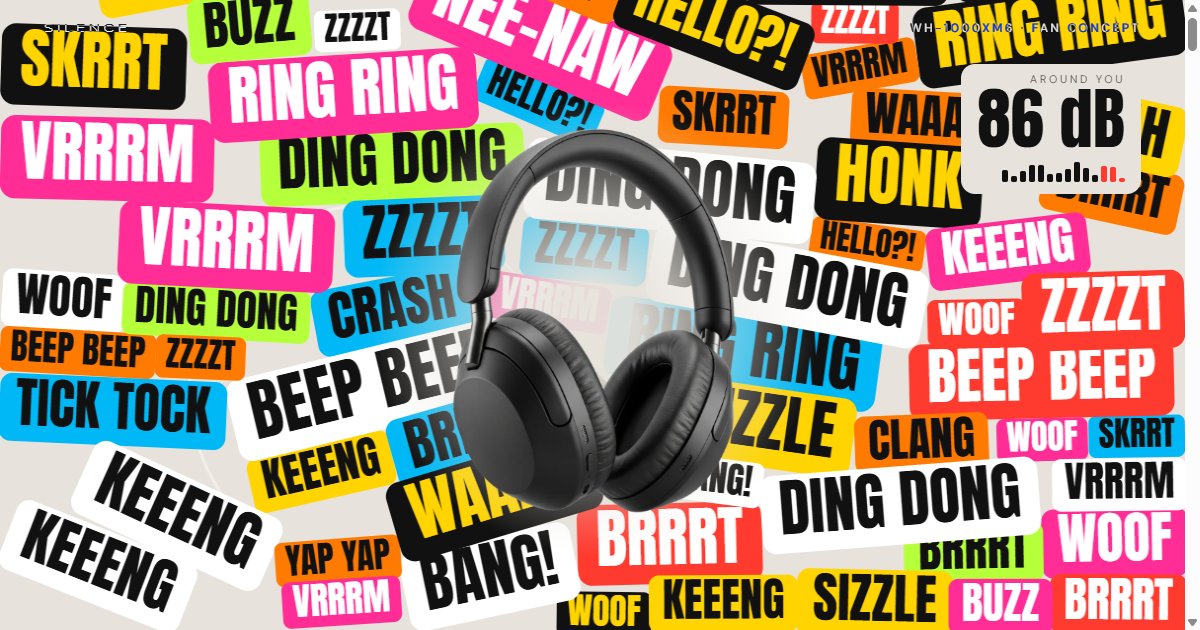 SILENCE
WH-1000XM6 · FAN CONCEPT
SKRRT
BUZZ
ZZZZT
NEE-NAW
HELLO?!
ZZZZT
RING RING
VRRRM
AROUND YOU
86 dB
RING RING
HELLO?!
SKRRT
VRRRM
DING DONG
DING DONG
HONK
VRRRM
ZZZZT
ZZZZT
HELLO?!
KEEENG
DING DONG
WOOF
DING DONG
CRASH
VRRRM
WOOF
ZZZZT
BEEP BEEP
ZZZZT
RING RING
BEEP BEEP
TICK TOCK
BEEP
KEEENG
CLANG
WOOF
SKRRT
KEEENG
DING DONG
VRRRM
KEEENG
YAP YAP
BANG!
BRRRT
BRRRT
WOOF
VRRRM
WOOF
KEEENG
SIZZLE
BUZZ
BRRRT